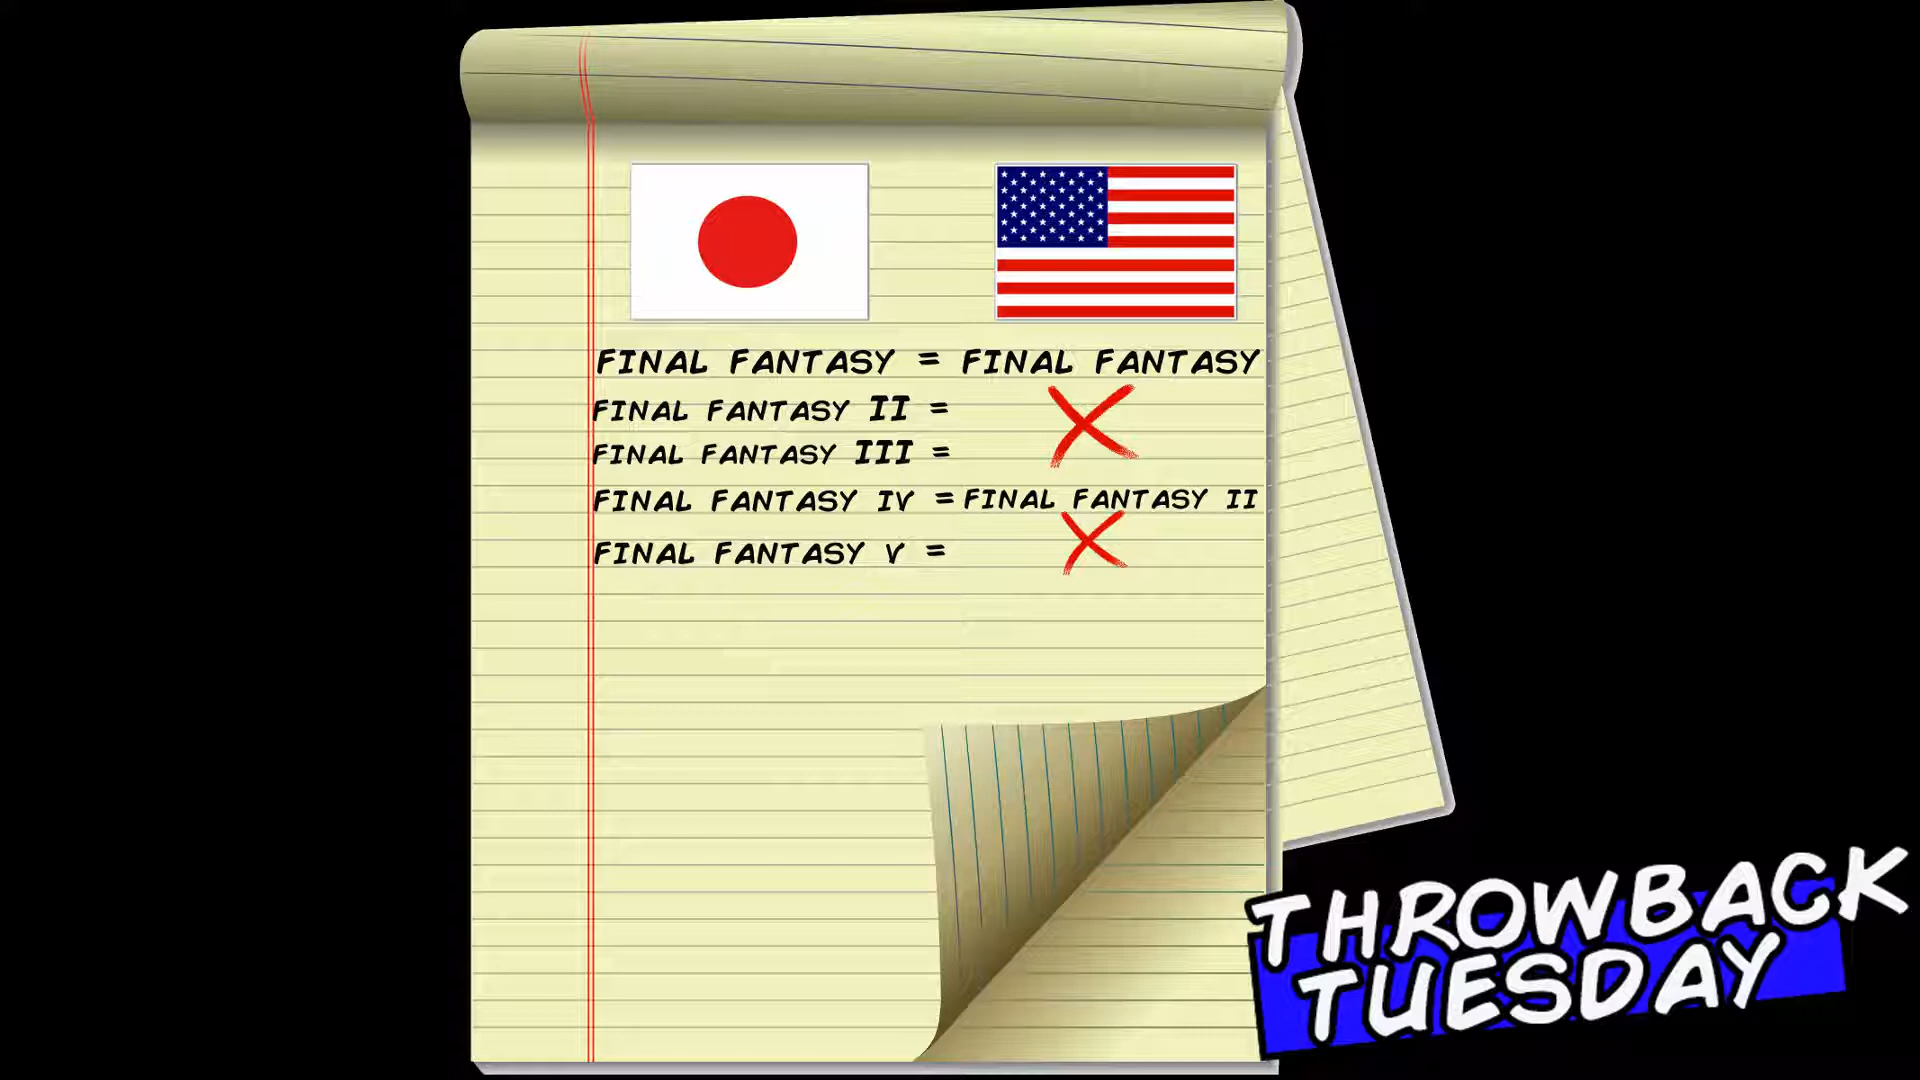 FINAL FANTASY = FINAL FANTASY
FINAL FANTASY II =
FINAL FANTASY III =
FINAL FANTASY IV = FINAL FANTASY II
FINAL FANTASY V =
THROWBACK
TUESDAY